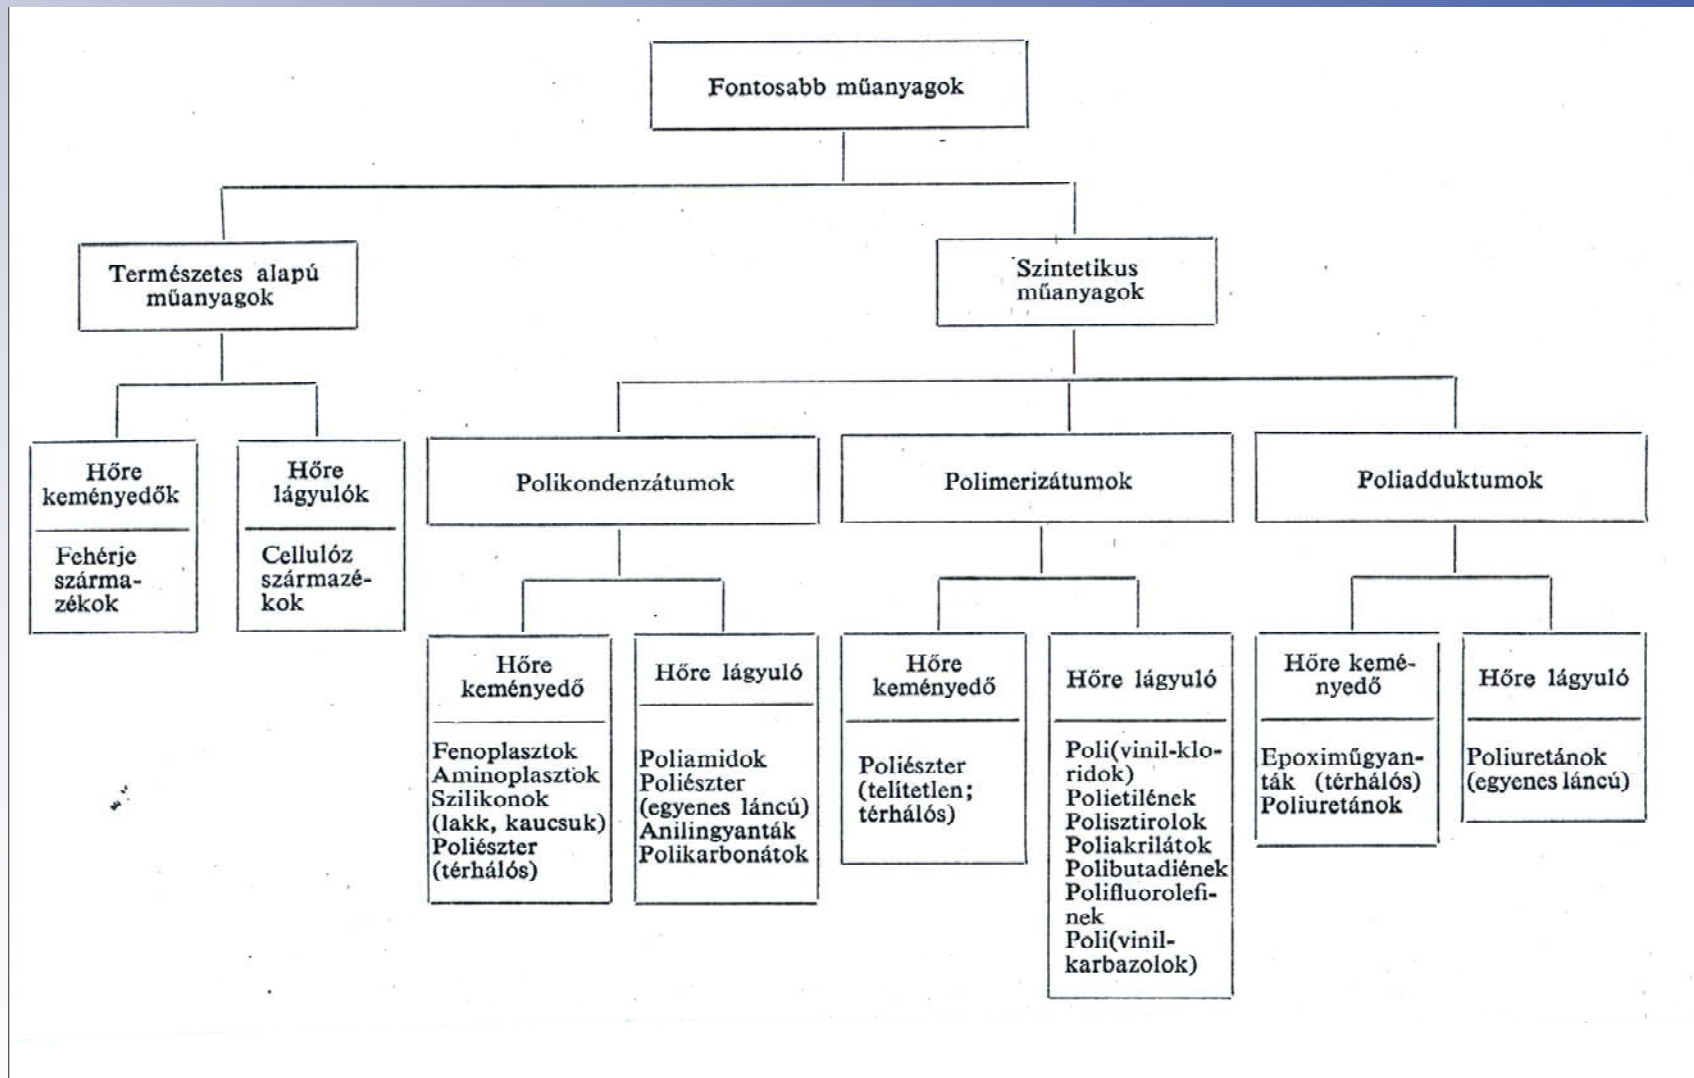 Fontosabb műanyagok
Természetes alapú
műanyagok
Szintetikus
műanyagok
Hőre
keményedők
Fehérje
szárma-
zékok
Hőre
lágyulók
Cellulóz
származé-
kok
Polikondenzátumok
Polimerizátumok
Poliadduktumok
Hőre
keményedő
Fenoplasztok
Aminoplasztok
Szilikonok
(lakk, kaucsuk)
Poliészter
(térhálós)
Hőre lágyuló
Poliamidok
Poliészter
(egyenes láncú)
Anilingyanták
Polikarbonátok
Hőre
keményedő
Poliészter
(telítetlen;
térhálós)
Hőre lágyuló
Poli(vinil-klo-
ridok)
Polietilének
Polisztirolok
Poliakrilátok
Polibutadiének
Polifluorolefi-
nek
Poli(vinil-
karbazolok)
Hőre kemé-
nyedő
Epoximűgyan-
ták (térhálós)
Poliuretánok
Hőre lágyuló
Poliuretánok
(egyenes láncú)